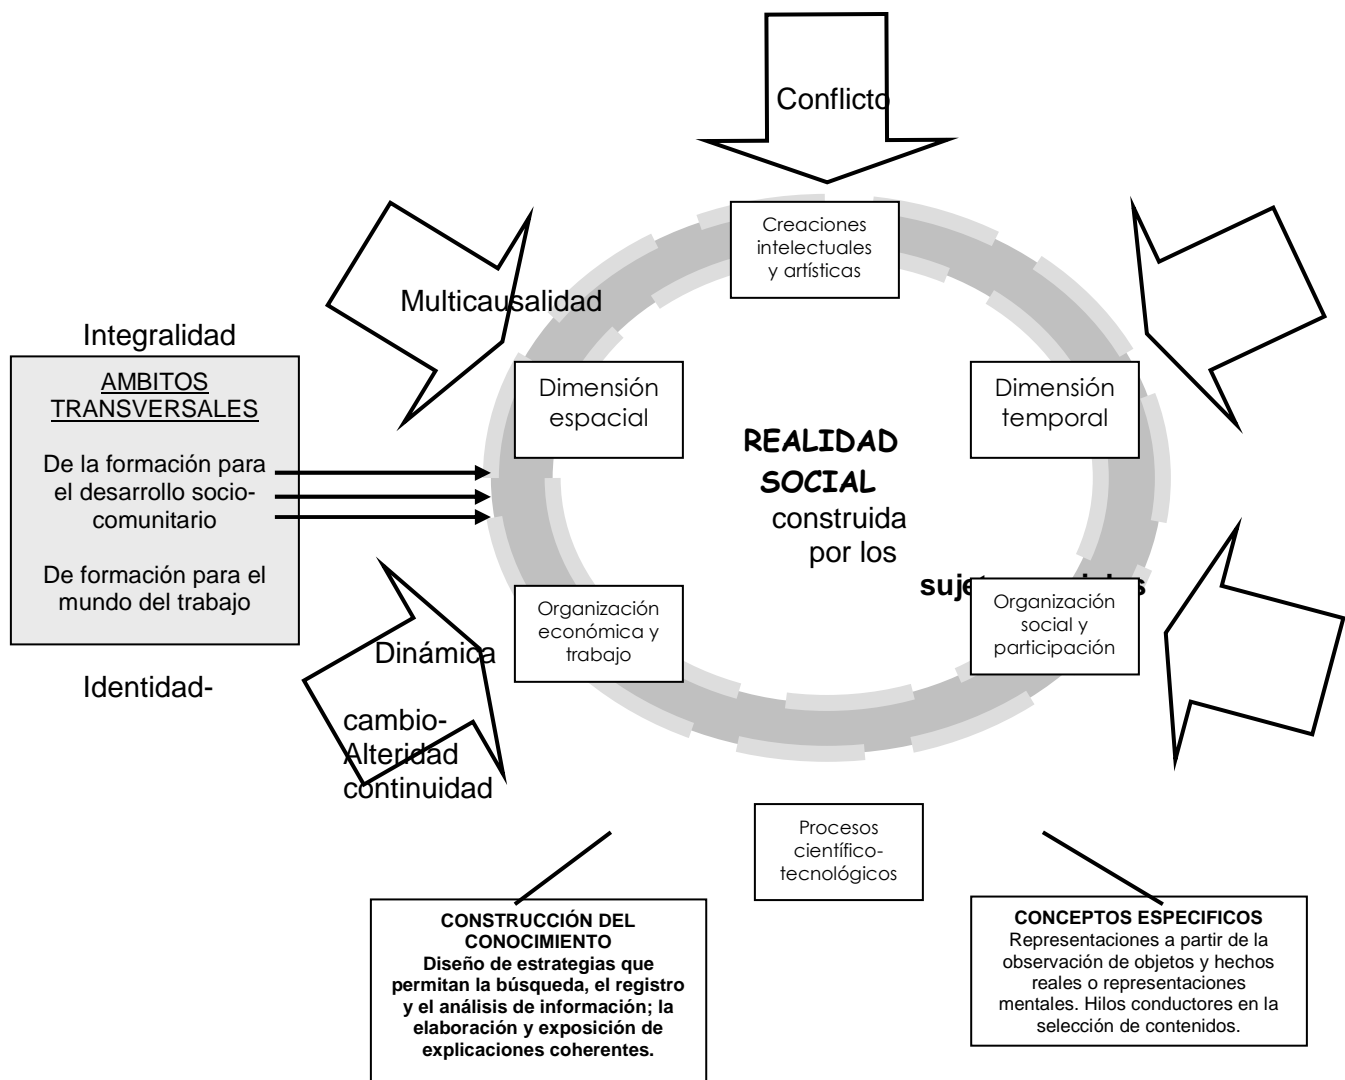 Conflicto
Creaciones
intelectuales
y artísticas
Multicausalidad
Integralidad
AMBITOS
TRANSVERSALES
De la formación para
el desarrollo socio-
comunitario
De formación para el
mundo del trabajo
Dimensión
espacial
Dimensión
temporal
REALIDAD
SOCIAL
construida
por los
Organización
económica y
trabajo
Organización
social y
participación
Dinámica
Identidad-
cambio-
Alteridad
continuidad
Procesos
científico-
tecnológicos
CONSTRUCCIÓN DEL
CONOCIMIENTO
Diseño de estrategias que
permitan la búsqueda, el registro
y el análisis de información; la
elaboración y exposición de
explicaciones coherentes.
CONCEPTOS ESPECIFICOS
Representaciones a partir de la
observación de objetos y hechos
reales o representaciones
mentales. Hilos conductores en la
selección de contenidos.